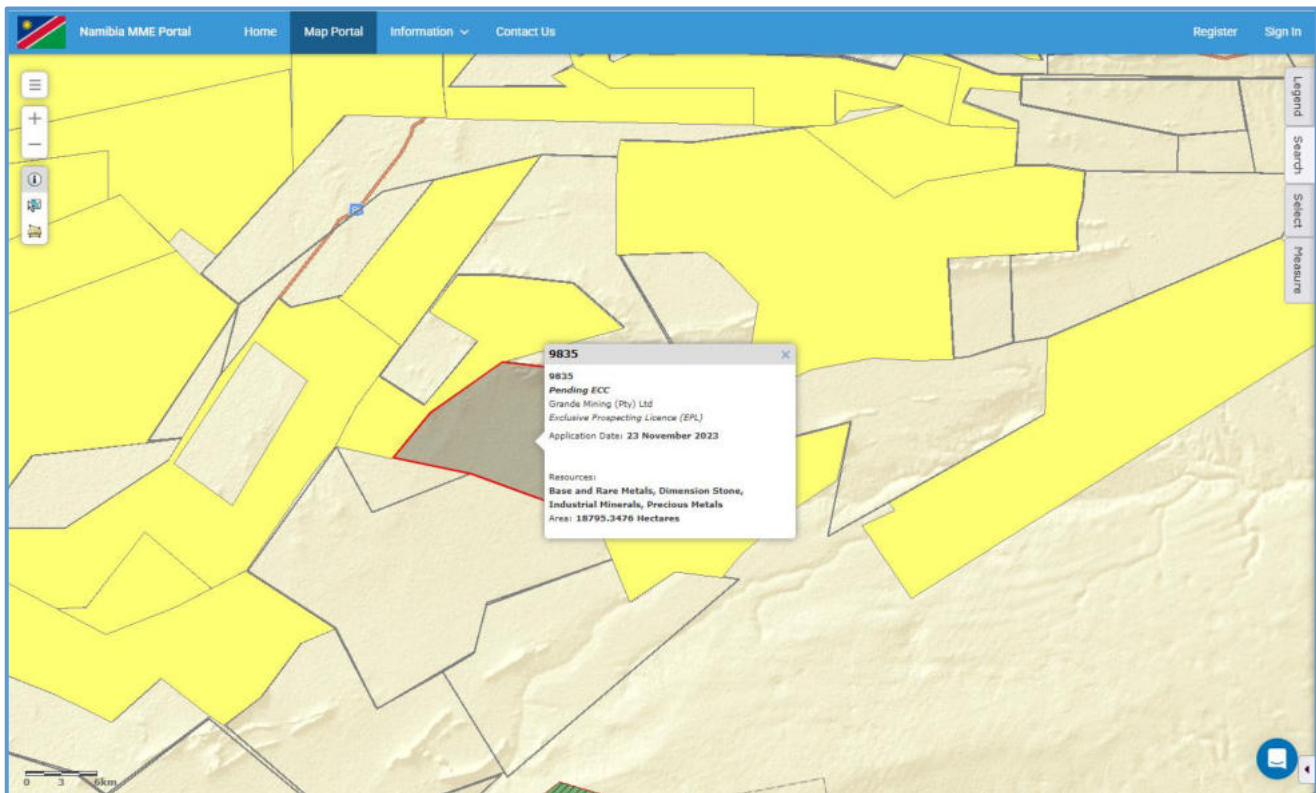 Namibia MME Portal Home Map Portal Information Contact Us Register Sign In
Legend
Search
Select
Measure
9835
9835
Pending ECC
Grande Mining (Pty) Ltd
Exclusive Prospecting Licence (EPL)
Application Date: 23 November 2023
Resources:
Base and Rare Metals, Dimension Stone,
Industrial Minerals, Precious Metals
Area: 18795.3476 Hectares
0 3 6km